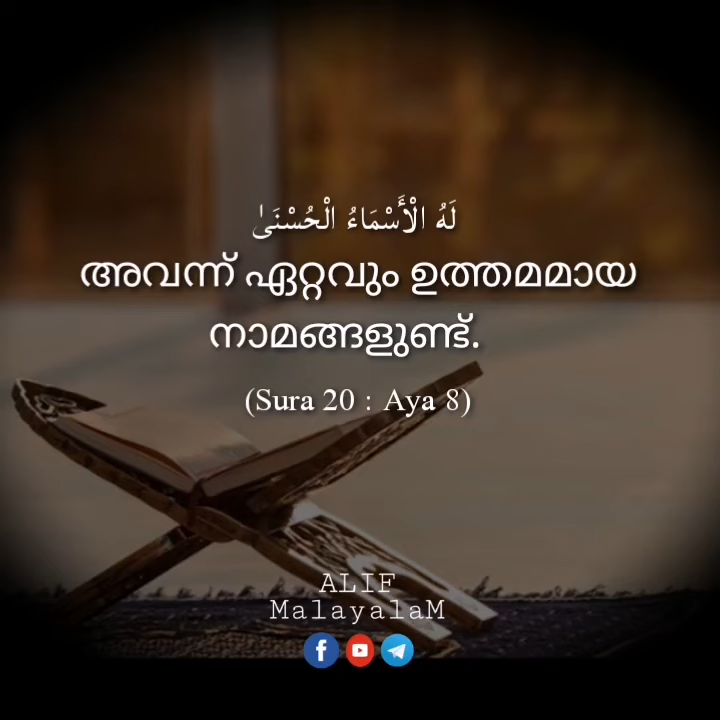 لَهُ الْأَسْمَاءُ الْحُسْنَىٰ
അവന്ന് ഏറ്റവും ഉത്തമമായ
നാമങ്ങളുണ്ട്.
(Sura 20 : Aya 8)
ALIF
MalayalaM